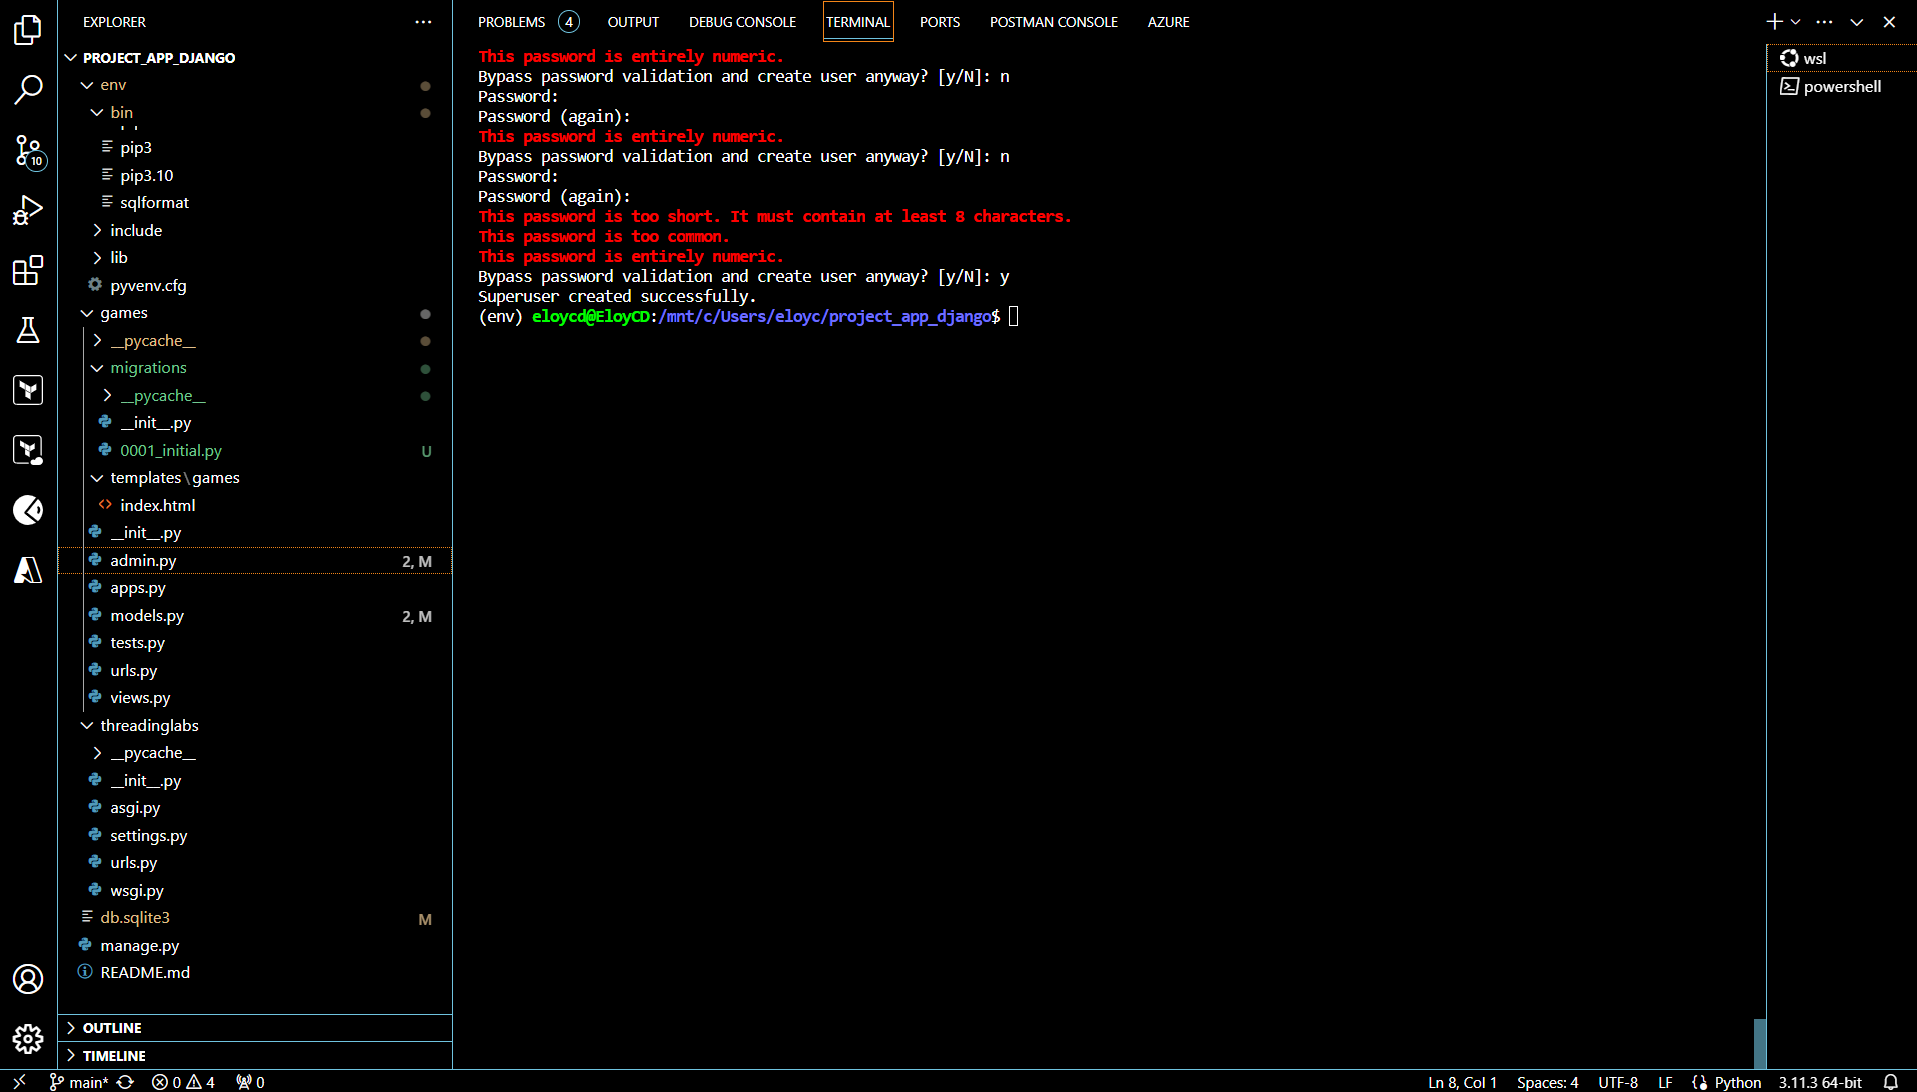 EXPLORER
PROJECT_APP_DJANGO
env
bin
pip3
pip3.10
sqlformat
include
lib
pyvenv.cfg
games
__pycache__
migrations
__pycache__
__init__.py
0001_initial.py U
templates\games
index.html
__init__.py
admin.py 2, M
apps.py
models.py 2, M
tests.py
urls.py
views.py
threadinglabs
__pycache__
__init__.py
asgi.py
settings.py
urls.py
wsgi.py
db.sqlite3 M
manage.py
README.md
OUTLINE
TIMELINE
10
PROBLEMS 4 OUTPUT DEBUG CONSOLE TERMINAL PORTS POSTMAN CONSOLE AZURE
This password is entirely numeric.
Bypass password validation and create user anyway? [y/N]: n
Password:
Password (again):
This password is entirely numeric.
Bypass password validation and create user anyway? [y/N]: n
Password:
Password (again):
This password is too short. It must contain at least 8 characters.
This password is too common.
This password is entirely numeric.
Bypass password validation and create user anyway? [y/N]: y
Superuser created successfully.
(env) eloycd@EloyCD:/mnt/c/Users/eloyc/project_app_django$
wsl
powershell
main* 0 4 0
Ln 8, Col 1 Spaces: 4 UTF-8 LF Python 3.11.3 64-bit